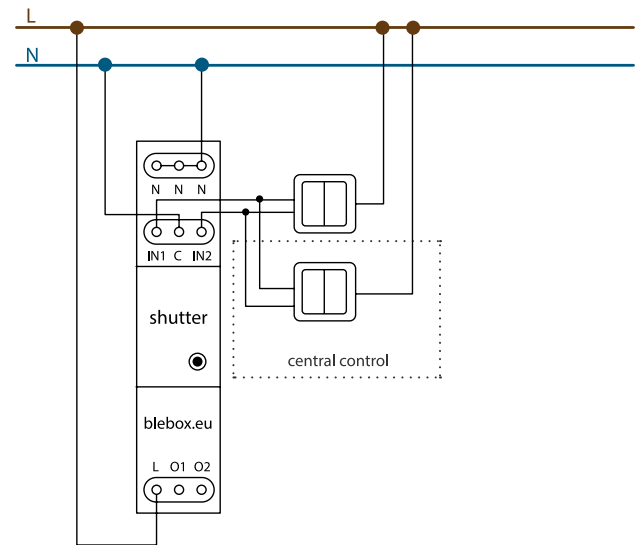 L
N
N N N
IN1 C IN2
shutter
central control
blebox.eu
L O1 O2